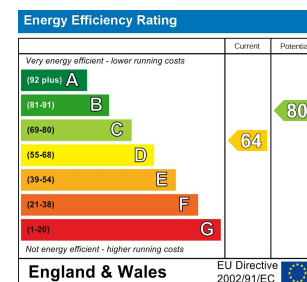 Energy Efficiency Rating
Current
Very energy efficient - lower running costs
(92 plus) A
(81-91) B
80
(69-80) C
64
(55-68) D
(39-54) E
(21-38) F
(1-20) G
Not energy efficient - higher running costs
England & Wales
EU Directive
2002/91/EC